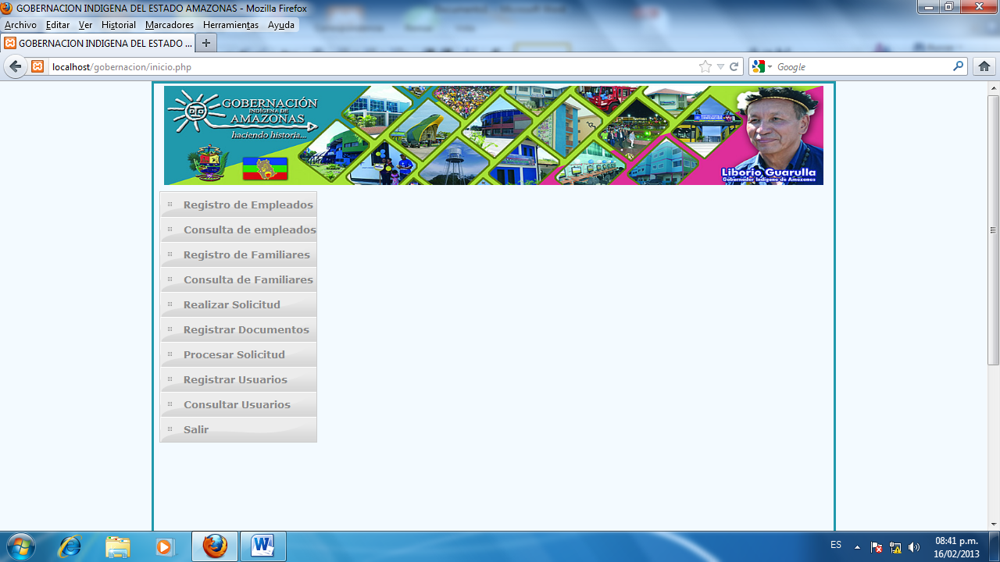 GOBERNACION INDIGENA DEL ESTADO AMAZONAS - Mozilla Firefox
Archivo Editar Ver Historial Marcadores Herramientas Ayuda
GOBERNACION INDIGENA DEL ESTADO ...
localhost/gobernacion/inicio.php
Google
GOBERNACIÓN
INDÍGENA DE
AMAZONAS
haciendo historia...
Liborio Guarulla
Gobernador Indígena de Amazonas
Registro de Empleados
Consulta de empleados
Registro de Familiares
Consulta de Familiares
Realizar Solicitud
Registrar Documentos
Procesar Solicitud
Registrar Usuarios
Consultar Usuarios
Salir
ES
08:41 p.m.
16/02/2013